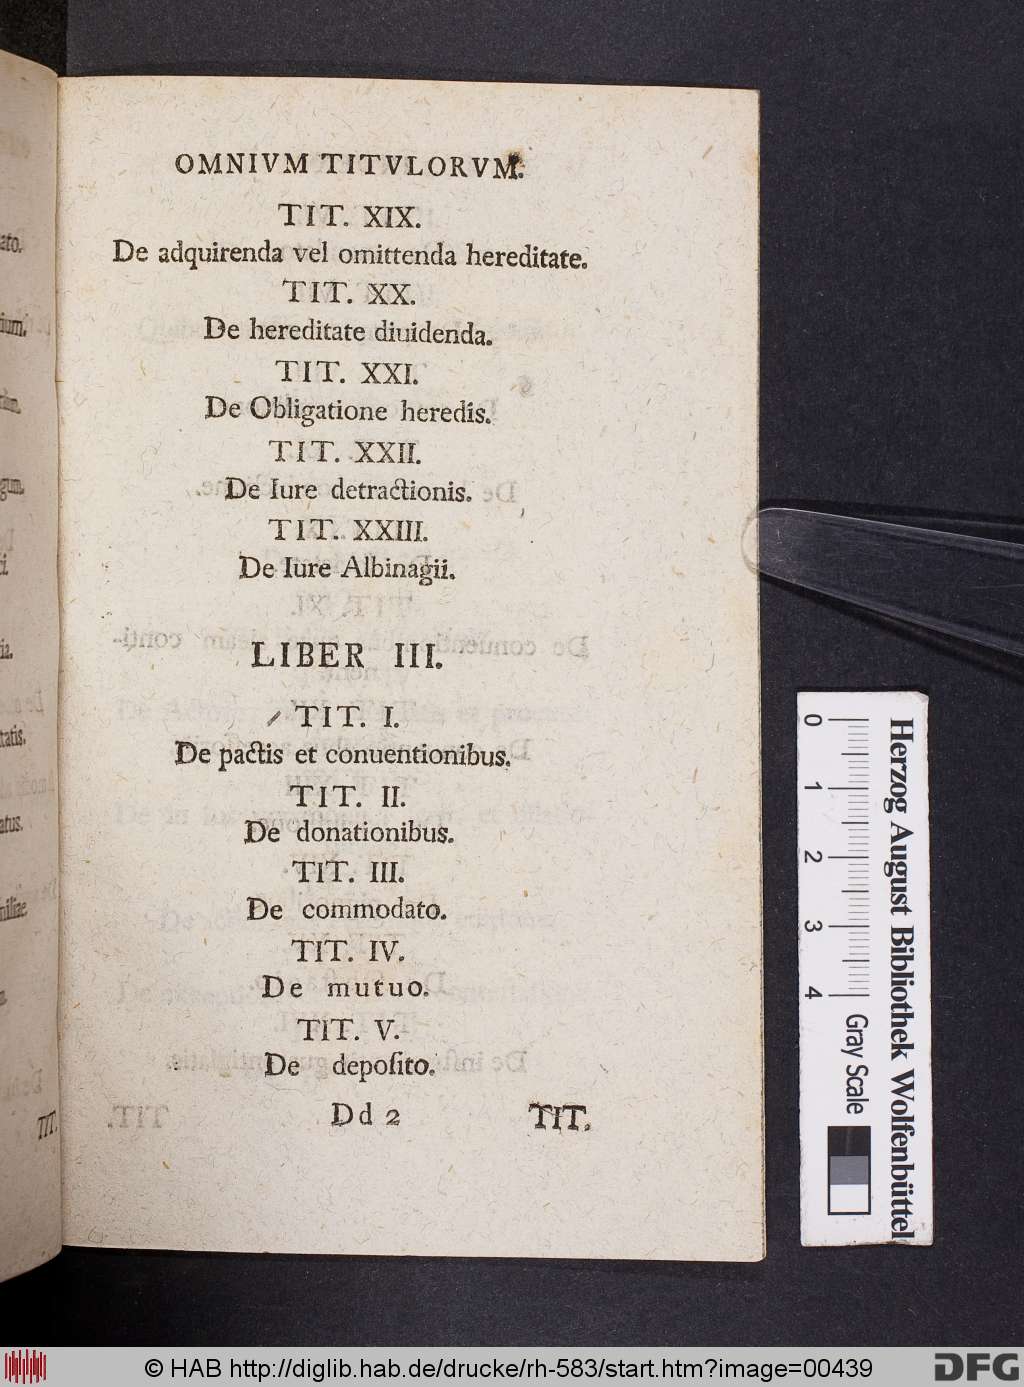 OMNIVM TITVLORVM.
TIT. XIX.
De adquirenda vel omittenda hereditate.
TIT. XX.
De hereditate diuidenda.
TIT. XXI.
De Obligatione heredis.
TIT. XXII.
De Iure detractionis.
TIT. XXIII.
De Iure Albinagii.
LIBER III.
TIT. I.
De pactis et conuentionibus.
TIT. II.
De donationibus.
TIT. III.
De commodato.
TIT. IV.
De mutuo.
TIT. V.
De depoſito.
Dd 2 TIT.
TIT.
0 1 2 3 4 Gray Scale
Herzog August Bibliothek Wolfenbüttel
© HAB http://diglib.hab.de/drucke/rh-583/start.htm?image=00439
DFG